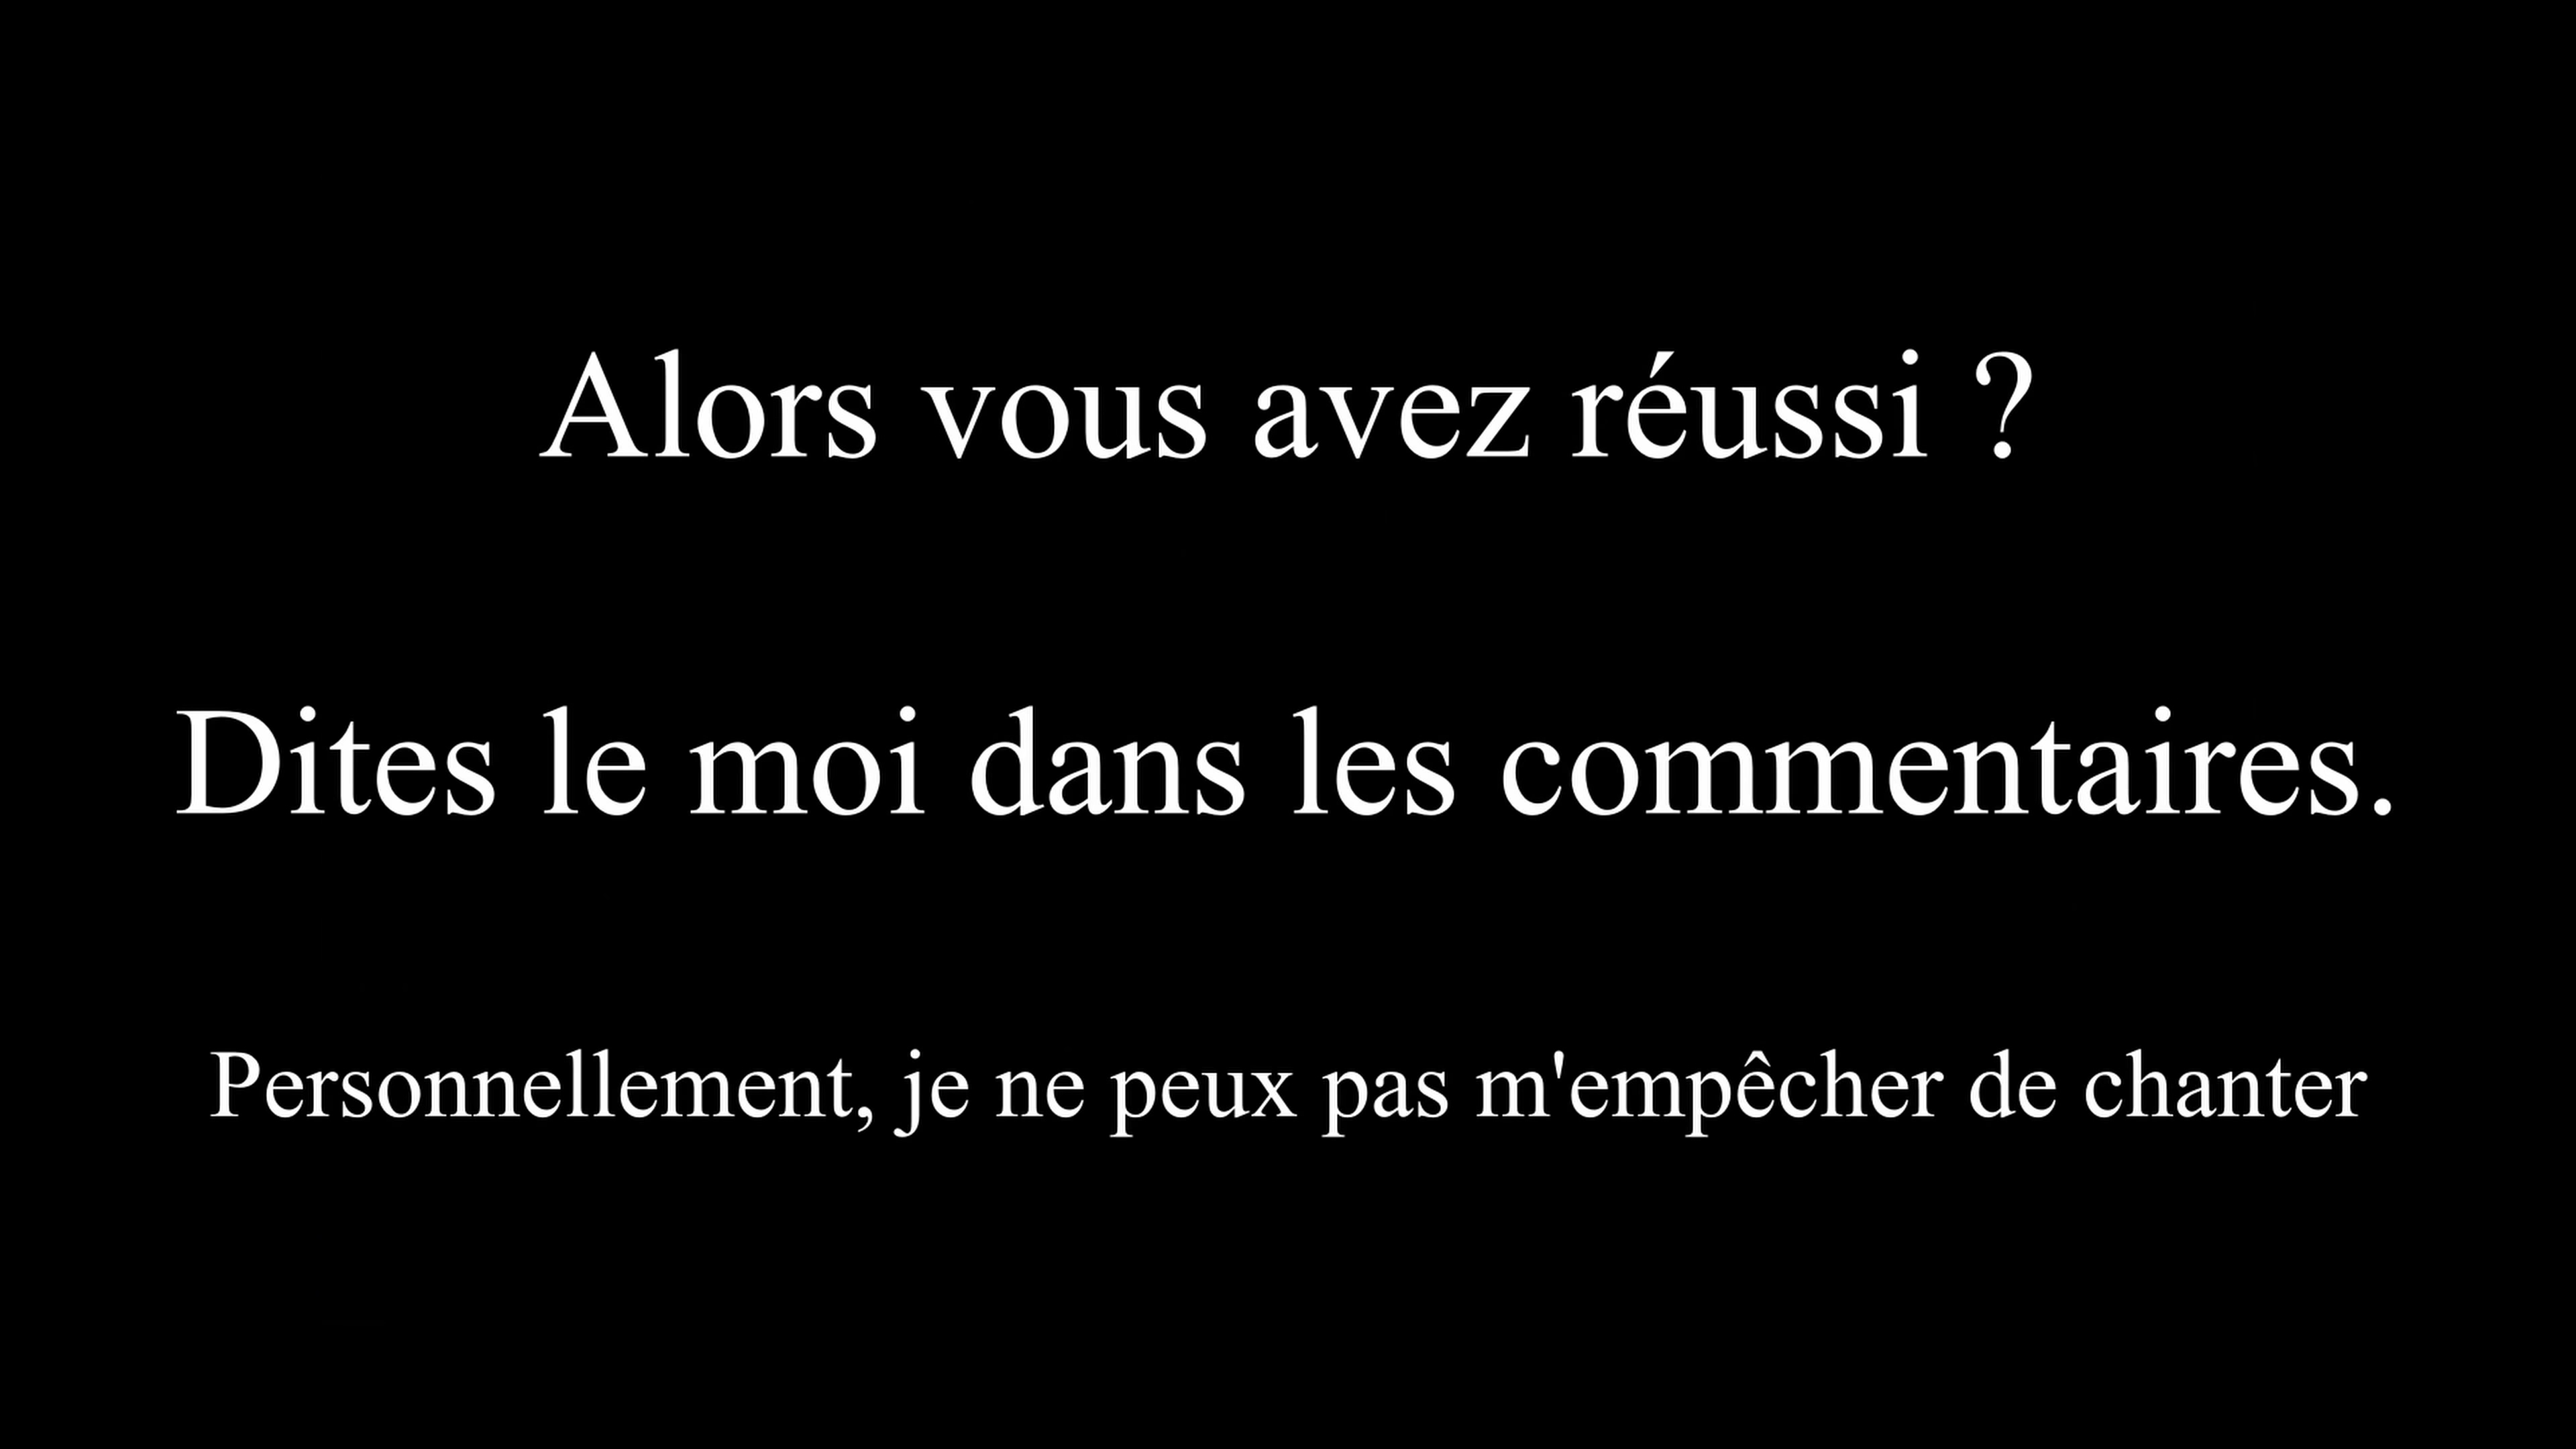 Alors vous avez réussi ?
Dites le moi dans les commentaires.
Personnellement, je ne peux pas m'empêcher de chanter